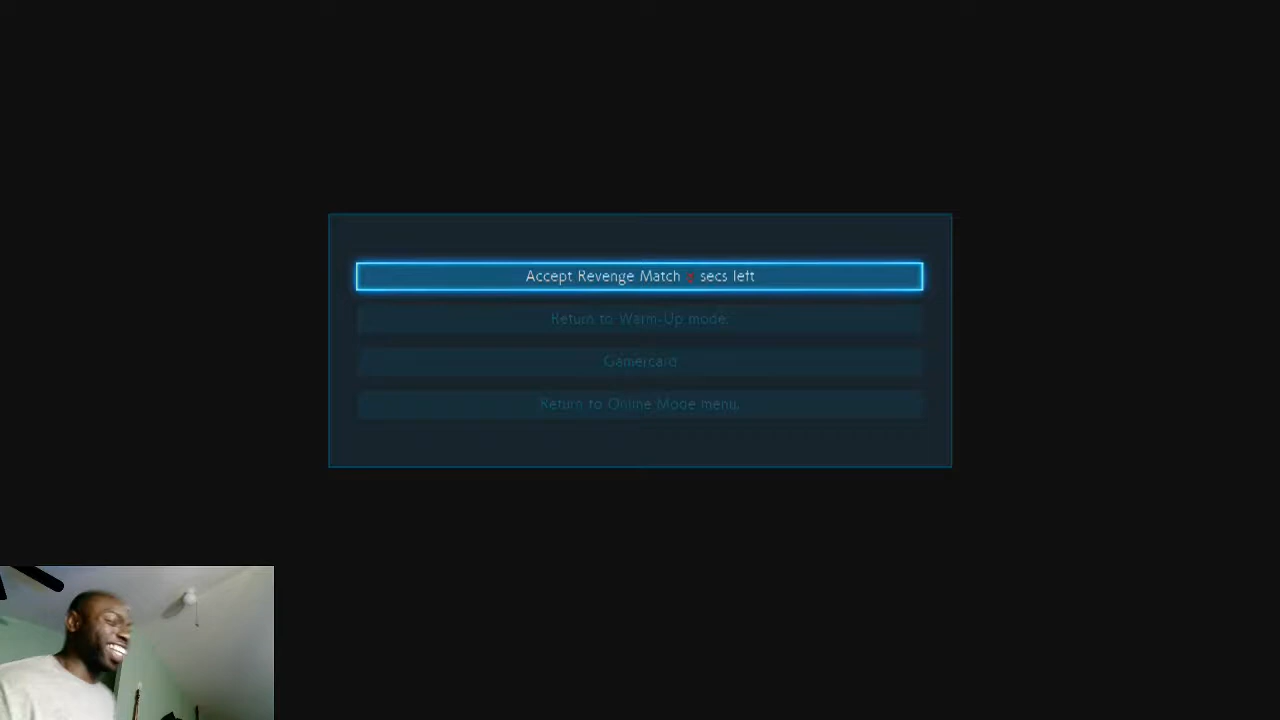 Accept Revenge Match secs left
Return to Warm-Up mode.
Gamercard
Return to Online Mode menu.